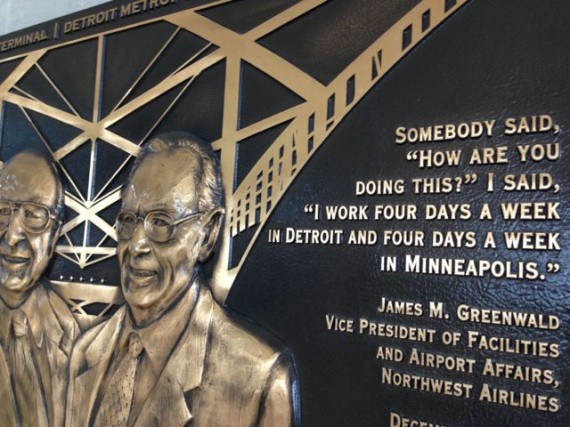 TERMINAL | DETROIT METRO
SOMEBODY SAID,
“HOW ARE YOU
DOING THIS?” I SAID,
“I WORK FOUR DAYS A WEEK
IN DETROIT AND FOUR DAYS A WEEK
IN MINNEAPOLIS.”
JAMES M. GREENWALD
VICE PRESIDENT OF FACILITIES
AND AIRPORT AFFAIRS,
NORTHWEST AIRLINES